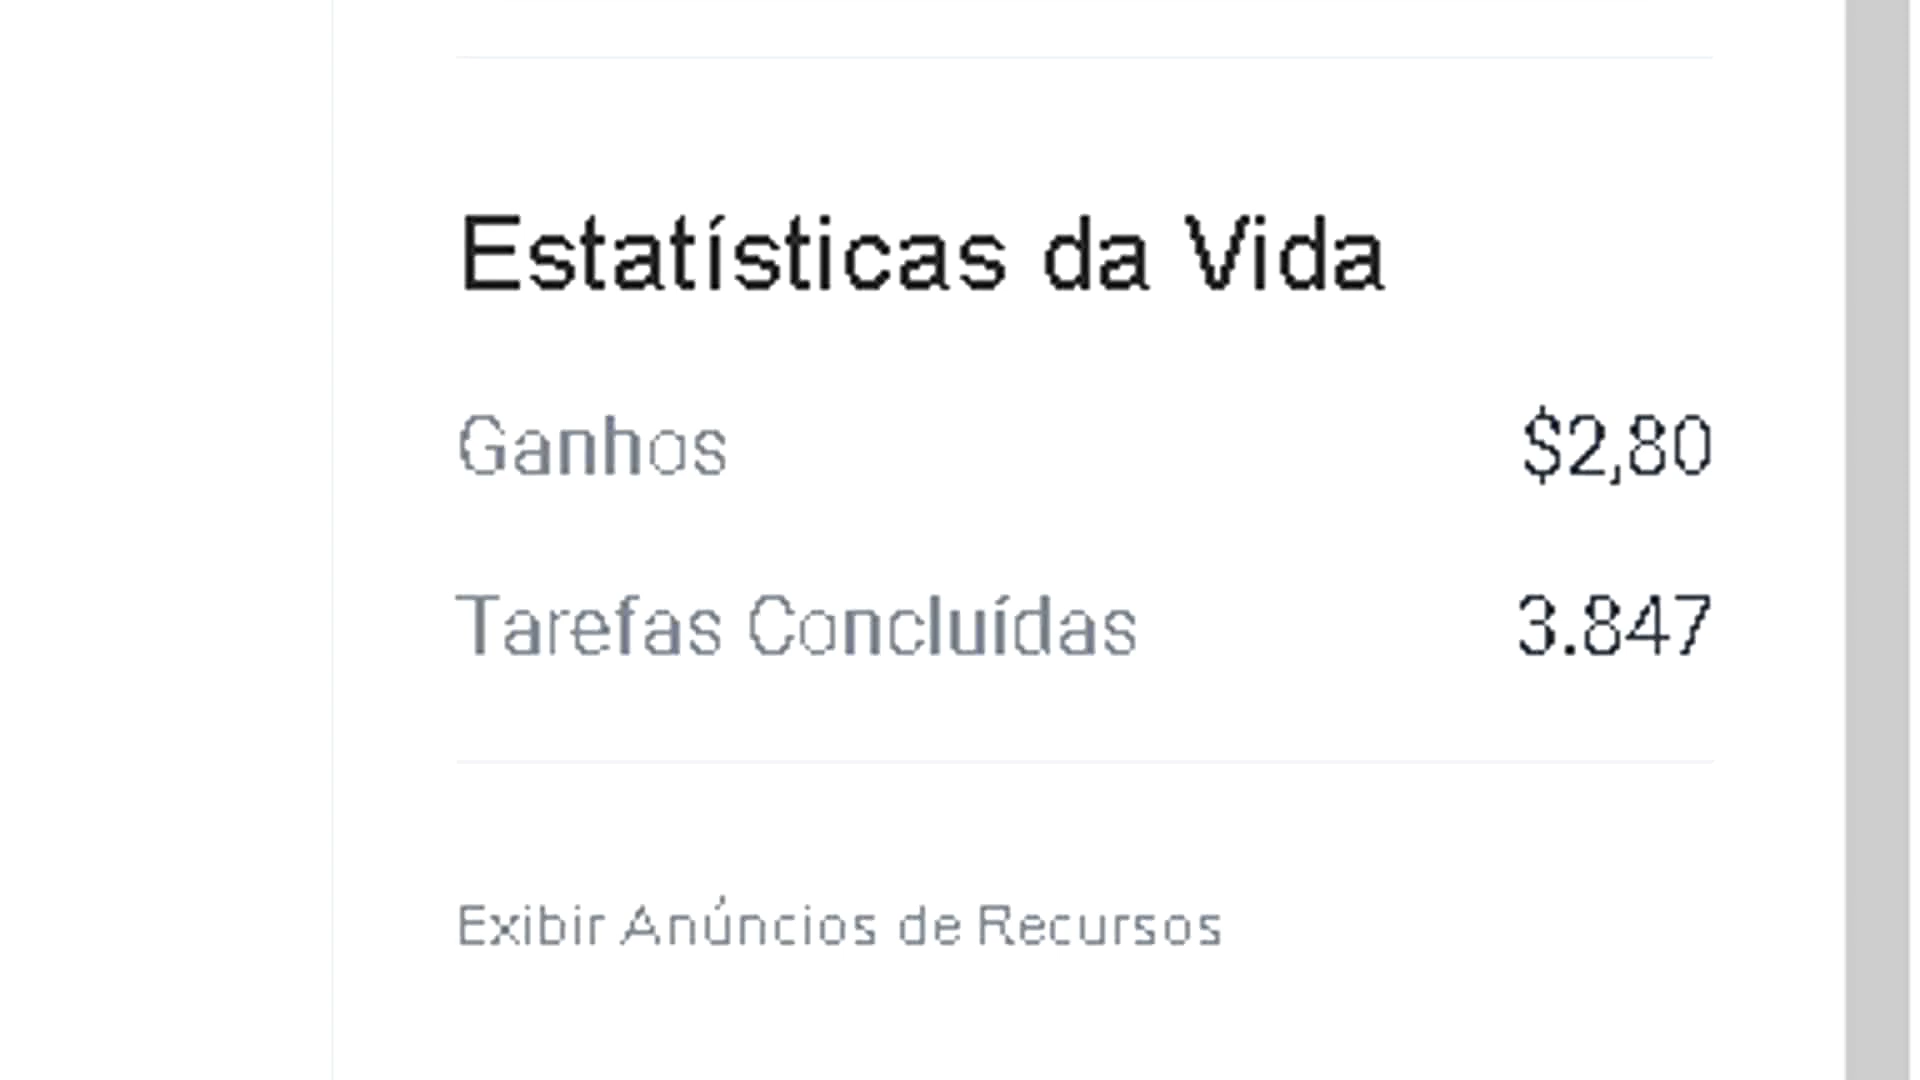 Estatísticas da Vida
Ganhos $2,80
Tarefas Concluídas 3.847
Exibir Anúncios de Recursos